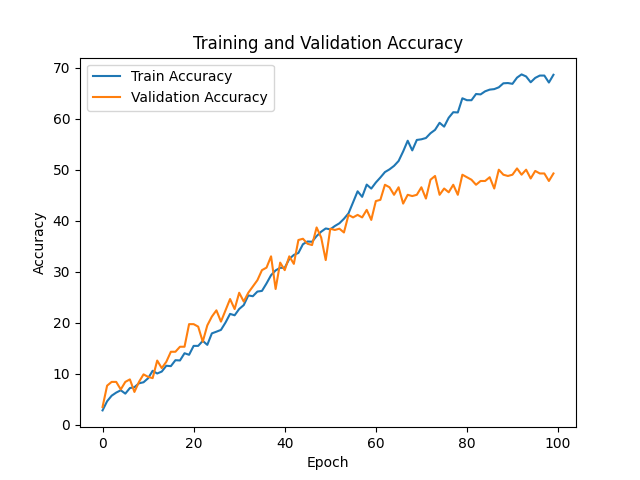 Training and Validation Accuracy
Train Accuracy
Validation Accuracy
70
60
50
40
30
20
10
0
Accuracy
0 20 40 60 80 100
Epoch